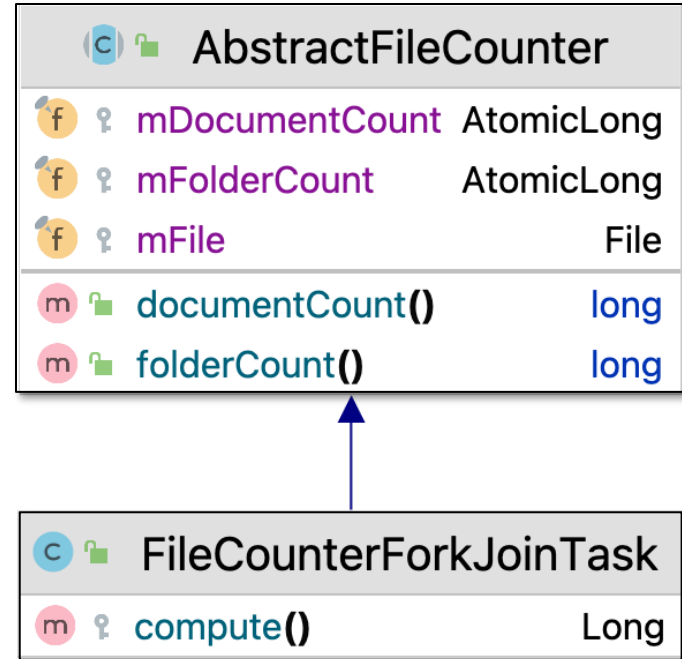 C AbstractFileCounter
f mDocumentCount AtomicLong
f mFolderCount AtomicLong
f mFile File
m documentCount() long
m folderCount() long
C FileCounterForkJoinTask
m compute() Long